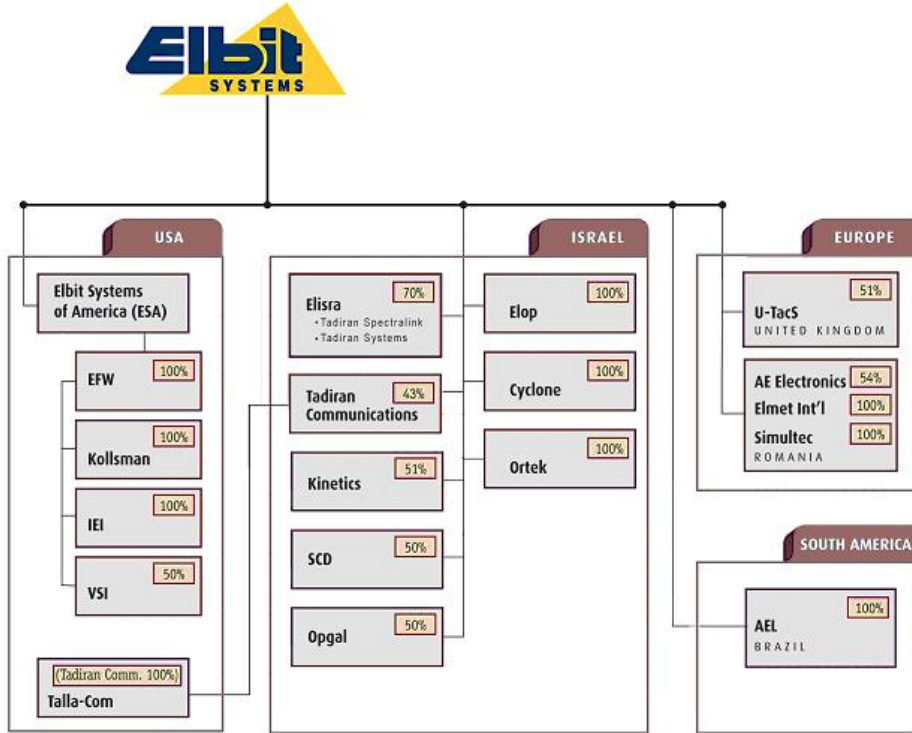 Elbit
SYSTEMS
USA
Elbit Systems
of America (ESA)
EFW 100%
Kollsman 100%
IEI 100%
VSI 50%
(Tadiran Comm. 100%)
Talla-Com
ISRAEL
Elisra 70%
•Tadiran Spectralink
•Tadiran Systems
Tadiran 43%
Communications
Kinetics 51%
SCD 50%
Opgal 50%
Elop 100%
Cyclone 100%
Ortek 100%
EUROPE
U-TacS 51%
UNITED KINGDOM
AE Electronics 54%
Elmet Int'l 100%
Simultec 100%
ROMANIA
SOUTH AMERICA
AEL 100%
BRAZIL